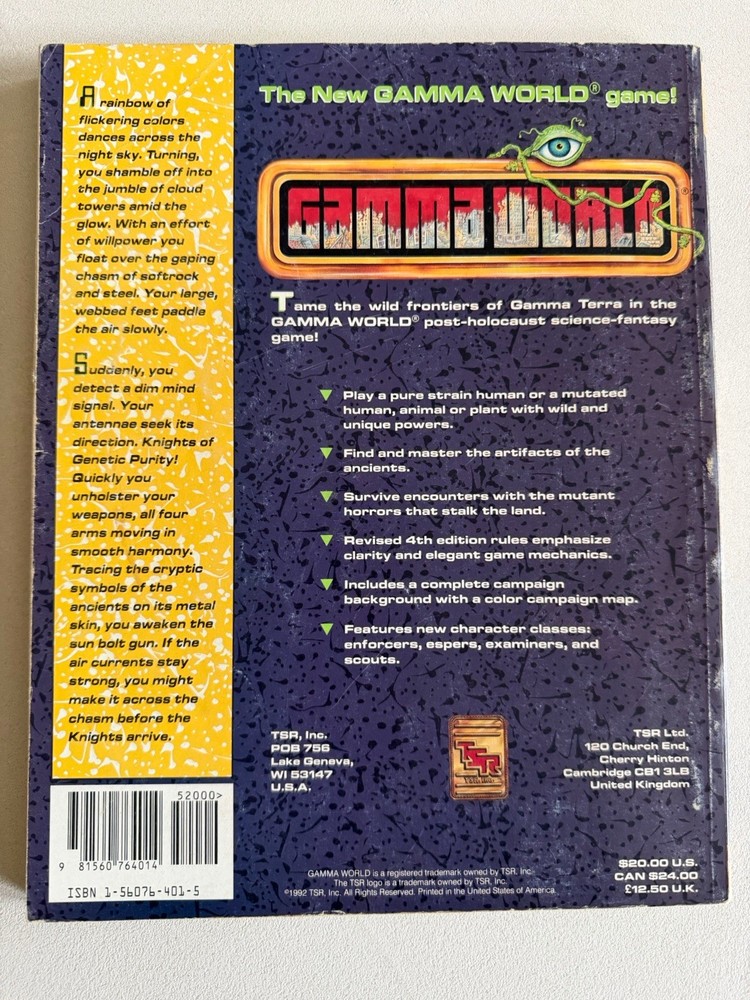 A rainbow of
flickering colors
dances across the
night sky. Turning,
you shamble off into
the jumble of cloud
towers amid the
glow. With an effort
of willpower you
float over the gaping
chasm of softrock
and steel. Your large,
webbed feet paddle
the air slowly.
Suddenly, you
detect a dim mind
signal. Your
antennae seek its
direction. Knights of
Genetic Purity!
Quickly you
unholster your
weapons, all four
arms moving in
smooth harmony.
Tracing the cryptic
symbols of the
ancients on its metal
skin, you awaken the
sun bolt gun. If the
air currents stay
strong, you might
make it across the
chasm before the
Knights arrive.
The New GAMMA WORLD® game!
GAMMA WORLD®
Tame the wild frontiers of Gamma Terra in the
GAMMA WORLD® post-holocaust science-fantasy
game!
Play a pure strain human or a mutated
human, animal or plant with wild and
unique powers.
Find and master the artifacts of the
ancients.
Survive encounters with the mutant
horrors that stalk the land.
Revised 4th edition rules emphasize
clarity and elegant game mechanics.
Includes a complete campaign
background with a color campaign map.
Features new character classes:
enforcers, espers, examiners, and
scouts.
TSR, Inc.
POB 756
Lake Geneva,
WI 53147
U.S.A.
TSR
TSR Ltd.
120 Church End,
Cherry Hinton
Cambridge CB1 3LB
United Kingdom
52000>
9 81560 764014
ISBN 1-56076-401-5
GAMMA WORLD is a registered trademark owned by TSR, Inc.
The TSR logo is a trademark owned by TSR, Inc.
©1992 TSR, Inc. All Rights Reserved. Printed in the United States of America.
$20.00 U.S.
CAN $24.00
£12.50 U.K.